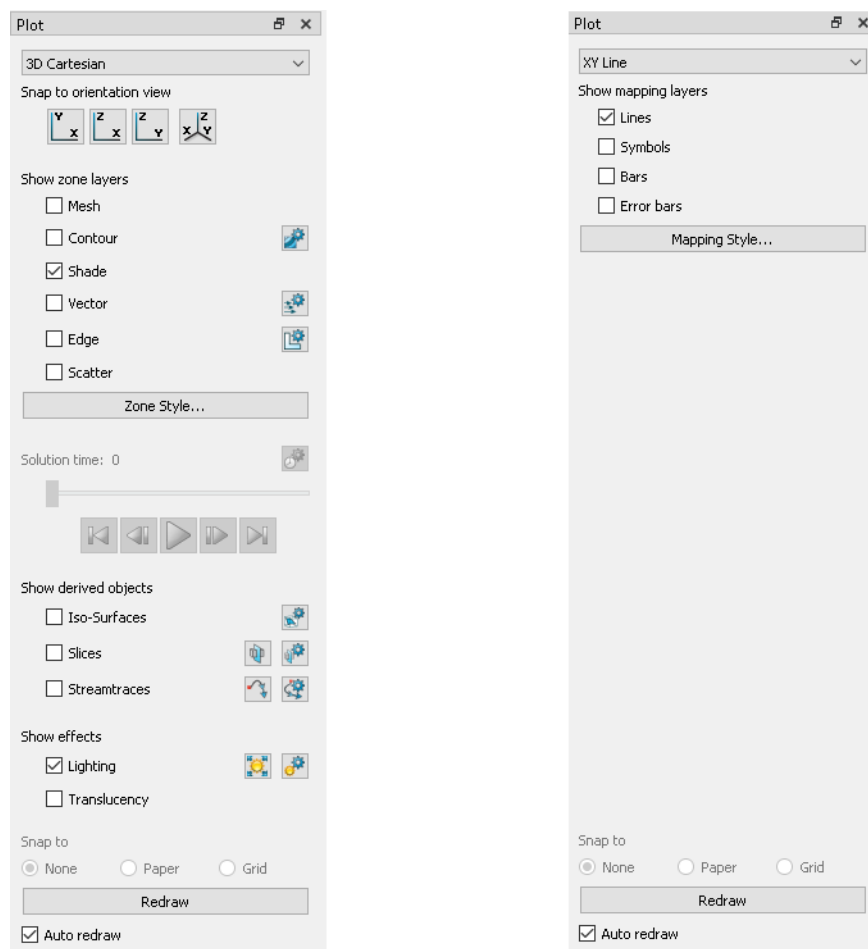 Plot
3D Cartesian
Snap to orientation view
Y X Z X Z Y X Z Y
Show zone layers
Mesh
Contour
Shade
Vector
Edge
Scatter
Zone Style...
Solution time: 0
Show derived objects
Iso-Surfaces
Slices
Streamtraces
Show effects
Lighting
Translucency
Snap to
None Paper Grid
Redraw
Auto redraw
Plot
XY Line
Show mapping layers
Lines
Symbols
Bars
Error bars
Mapping Style...
Snap to
None Paper Grid
Redraw
Auto redraw